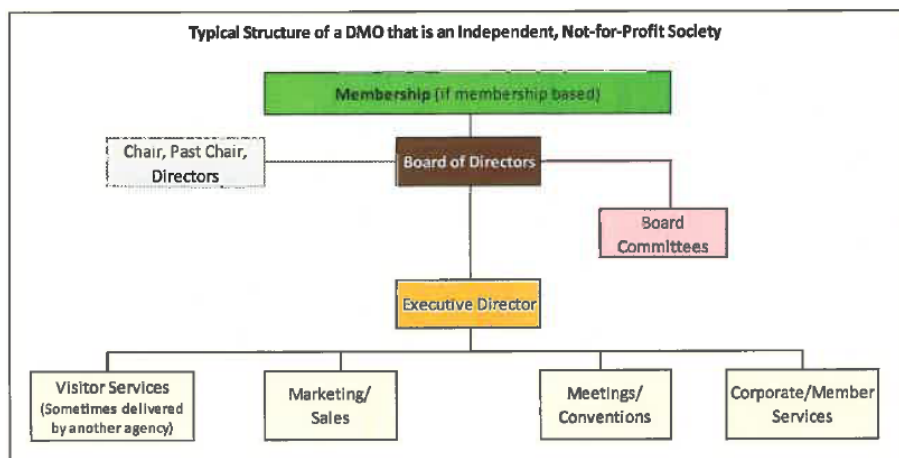 Typical Structure of a DMO that is an Independent, Not-for-Profit Society
Membership (if membership based)
Chair, Past Chair,
Directors
Board of Directors
Board
Committees
Executive Director
Visitor Services
(Sometimes delivered
by another agency)
Marketing/
Sales
Meetings/
Conventions
Corporate/Member
Services